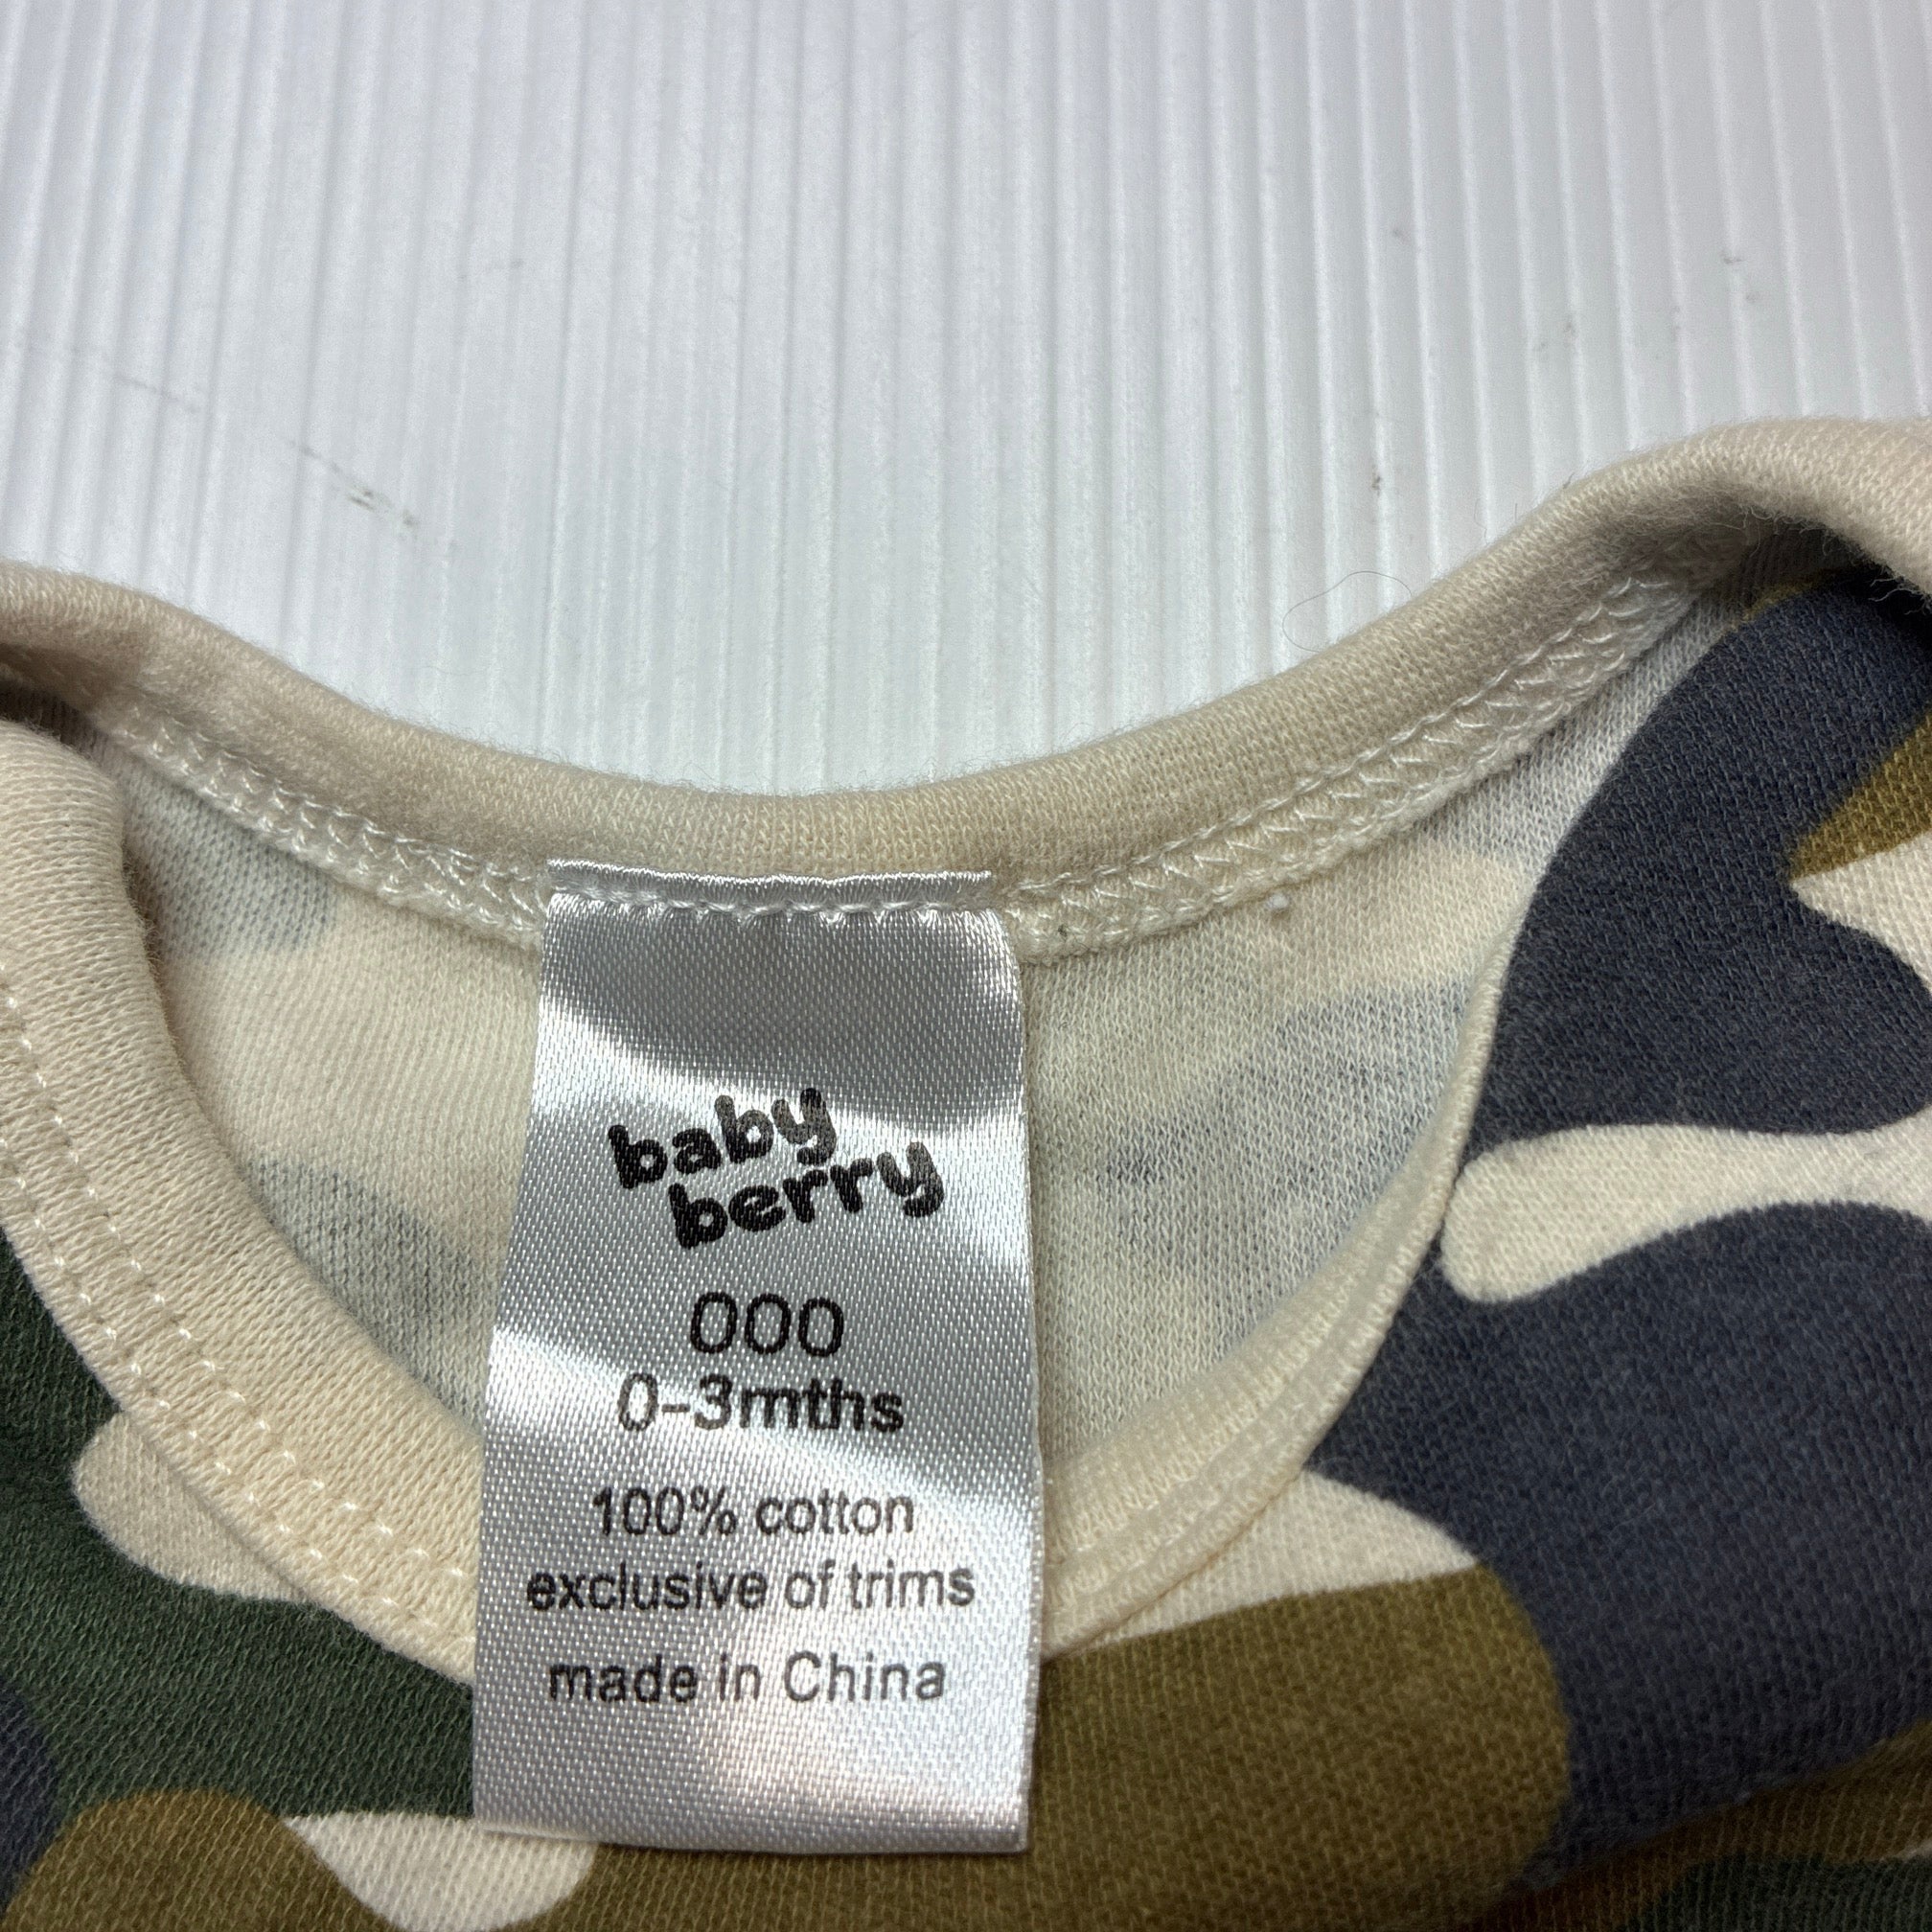 baby
berry
000
0-3mths
100% cotton
exclusive of trims
made in China